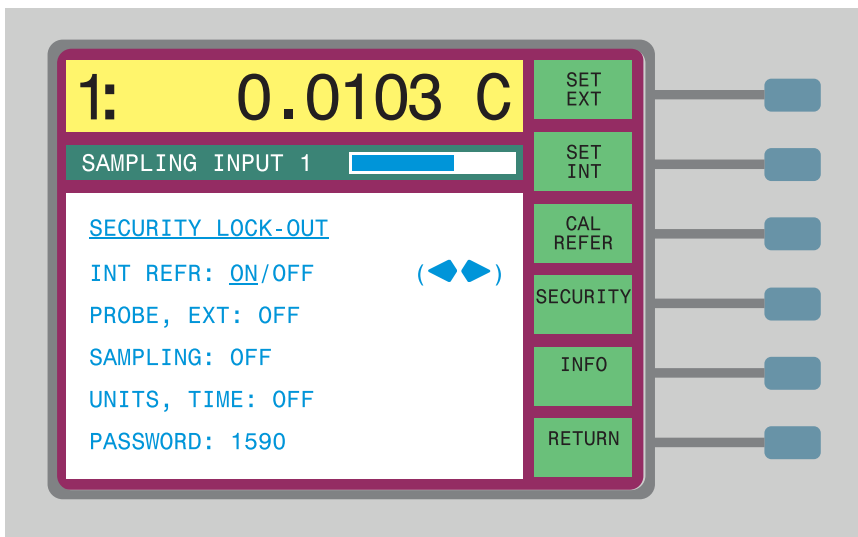 1: 0.0103 C
SAMPLING INPUT 1
SECURITY LOCK-OUT
INT REFR: ON/OFF ( )
PROBE, EXT: OFF
SAMPLING: OFF
UNITS, TIME: OFF
PASSWORD: 1590
SET
EXT
SET
INT
CAL
REFER
SECURITY
INFO
RETURN